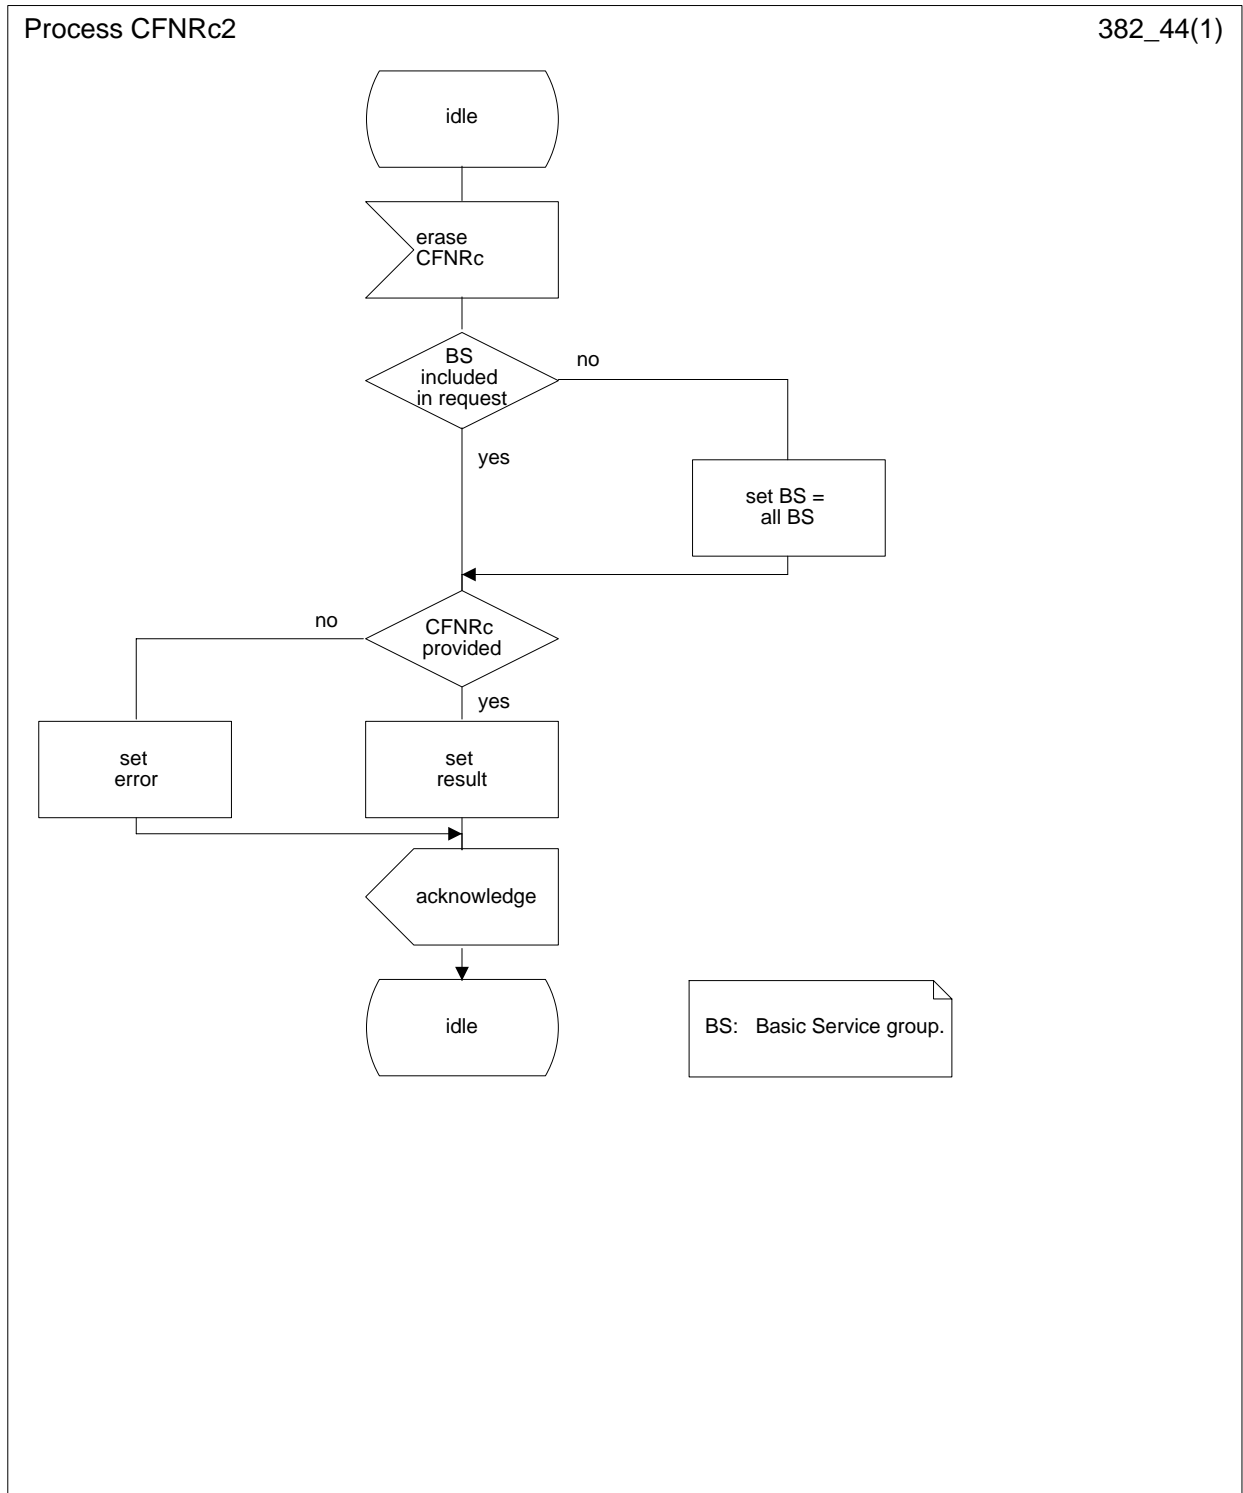 Process CFNRc2
382_44(1)
idle
erase
CFNRc
BS
included
in request
no
yes
set BS =
all BS
no
CFNRc
provided
yes
set
error
set
result
acknowledge
idle
BS: Basic Service group.